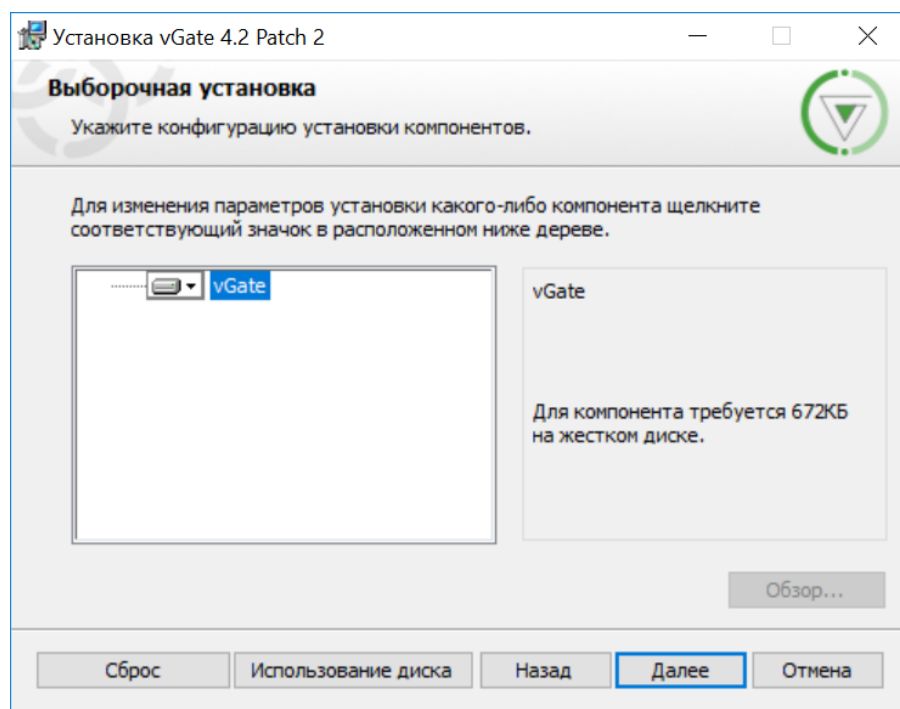 Установка vGate 4.2 Patch 2
Выборочная установка
Укажите конфигурацию установки компонентов.
Для изменения параметров установки какого-либо компонента щелкните
соответствующий значок в расположенном ниже дереве.
vGate
vGate
Для компонента требуется 672КБ
на жестком диске.
Обзор...
Сброс
Использование диска
Назад
Далее
Отмена